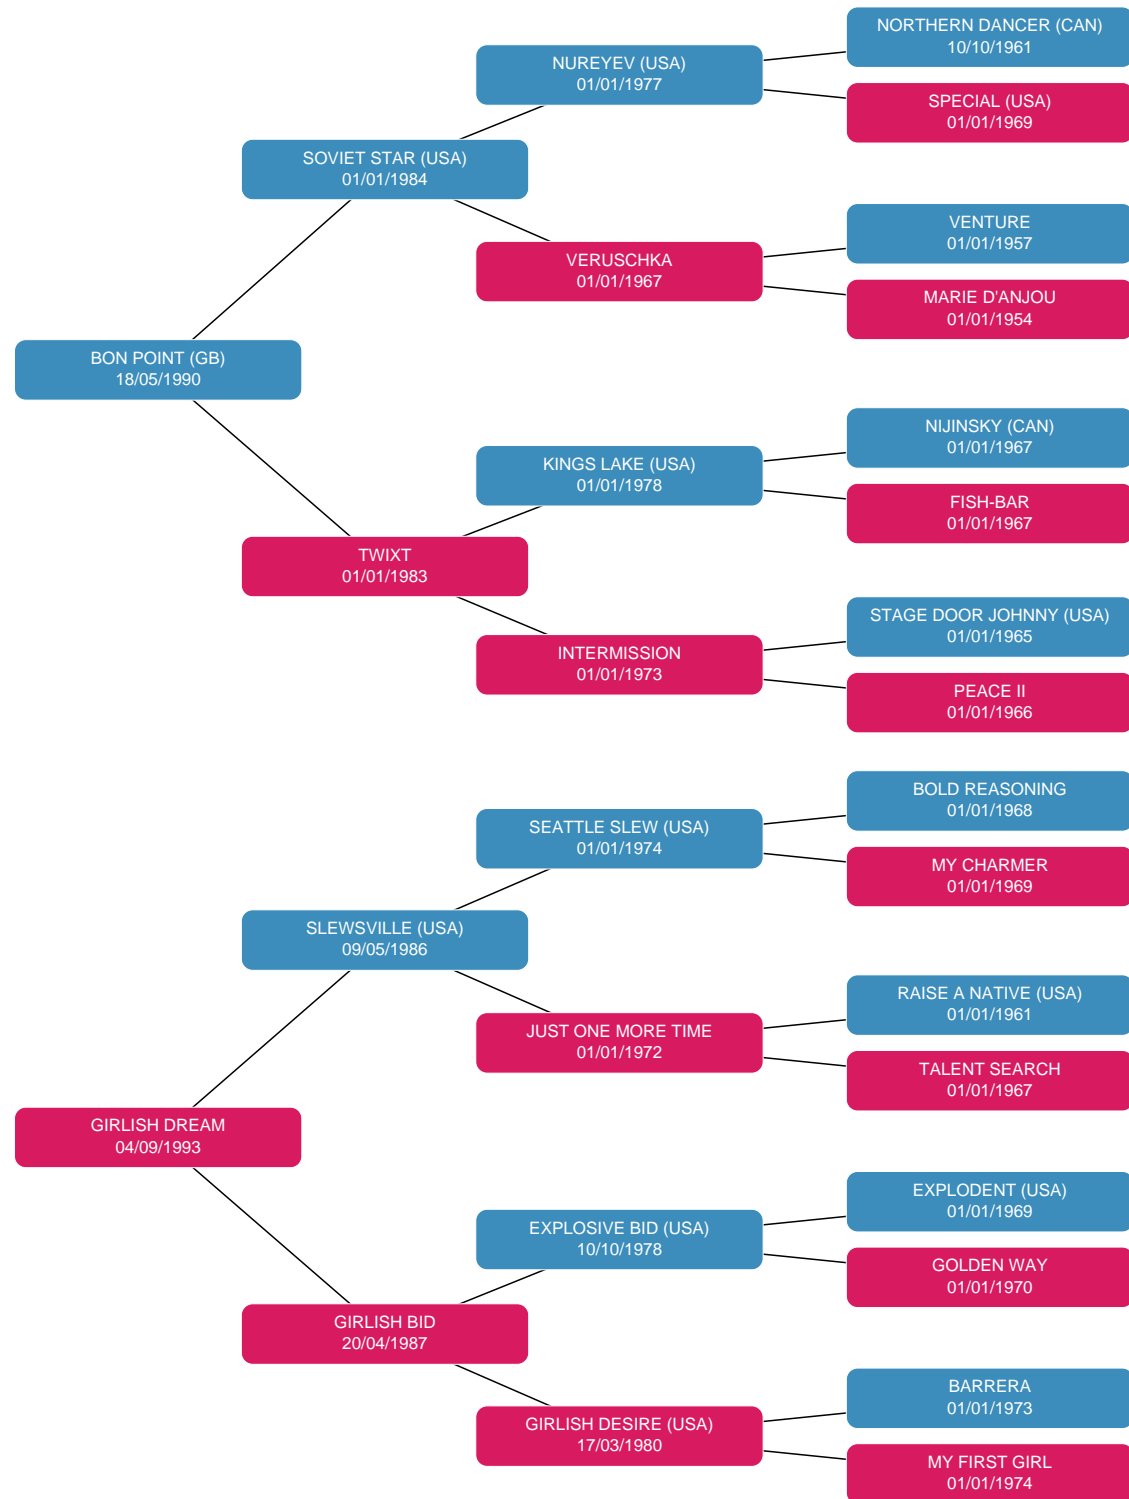 NORTHERN DANCER (CAN)
10/10/1961
NUREYEV (USA)
01/01/1977
SPECIAL (USA)
01/01/1969
SOVIET STAR (USA)
01/01/1984
VENTURE
01/01/1957
VERUSCHKA
01/01/1967
MARIE D'ANJOU
01/01/1954
BON POINT (GB)
18/05/1990
NIJINSKY (CAN)
01/01/1967
KINGS LAKE (USA)
01/01/1978
FISH-BAR
01/01/1967
TWIXT
01/01/1983
STAGE DOOR JOHNNY (USA)
01/01/1965
INTERMISSION
01/01/1973
PEACE II
01/01/1966
BOLD REASONING
01/01/1968
SEATTLE SLEW (USA)
01/01/1974
MY CHARMER
01/01/1969
SLEWSVILLE (USA)
09/05/1986
RAISE A NATIVE (USA)
01/01/1961
JUST ONE MORE TIME
01/01/1972
TALENT SEARCH
01/01/1967
GIRLISH DREAM
04/09/1993
EXPLODENT (USA)
01/01/1969
EXPLOSIVE BID (USA)
10/10/1978
GOLDEN WAY
01/01/1970
GIRLISH BID
20/04/1987
BARRERA
01/01/1973
GIRLISH DESIRE (USA)
17/03/1980
MY FIRST GIRL
01/01/1974